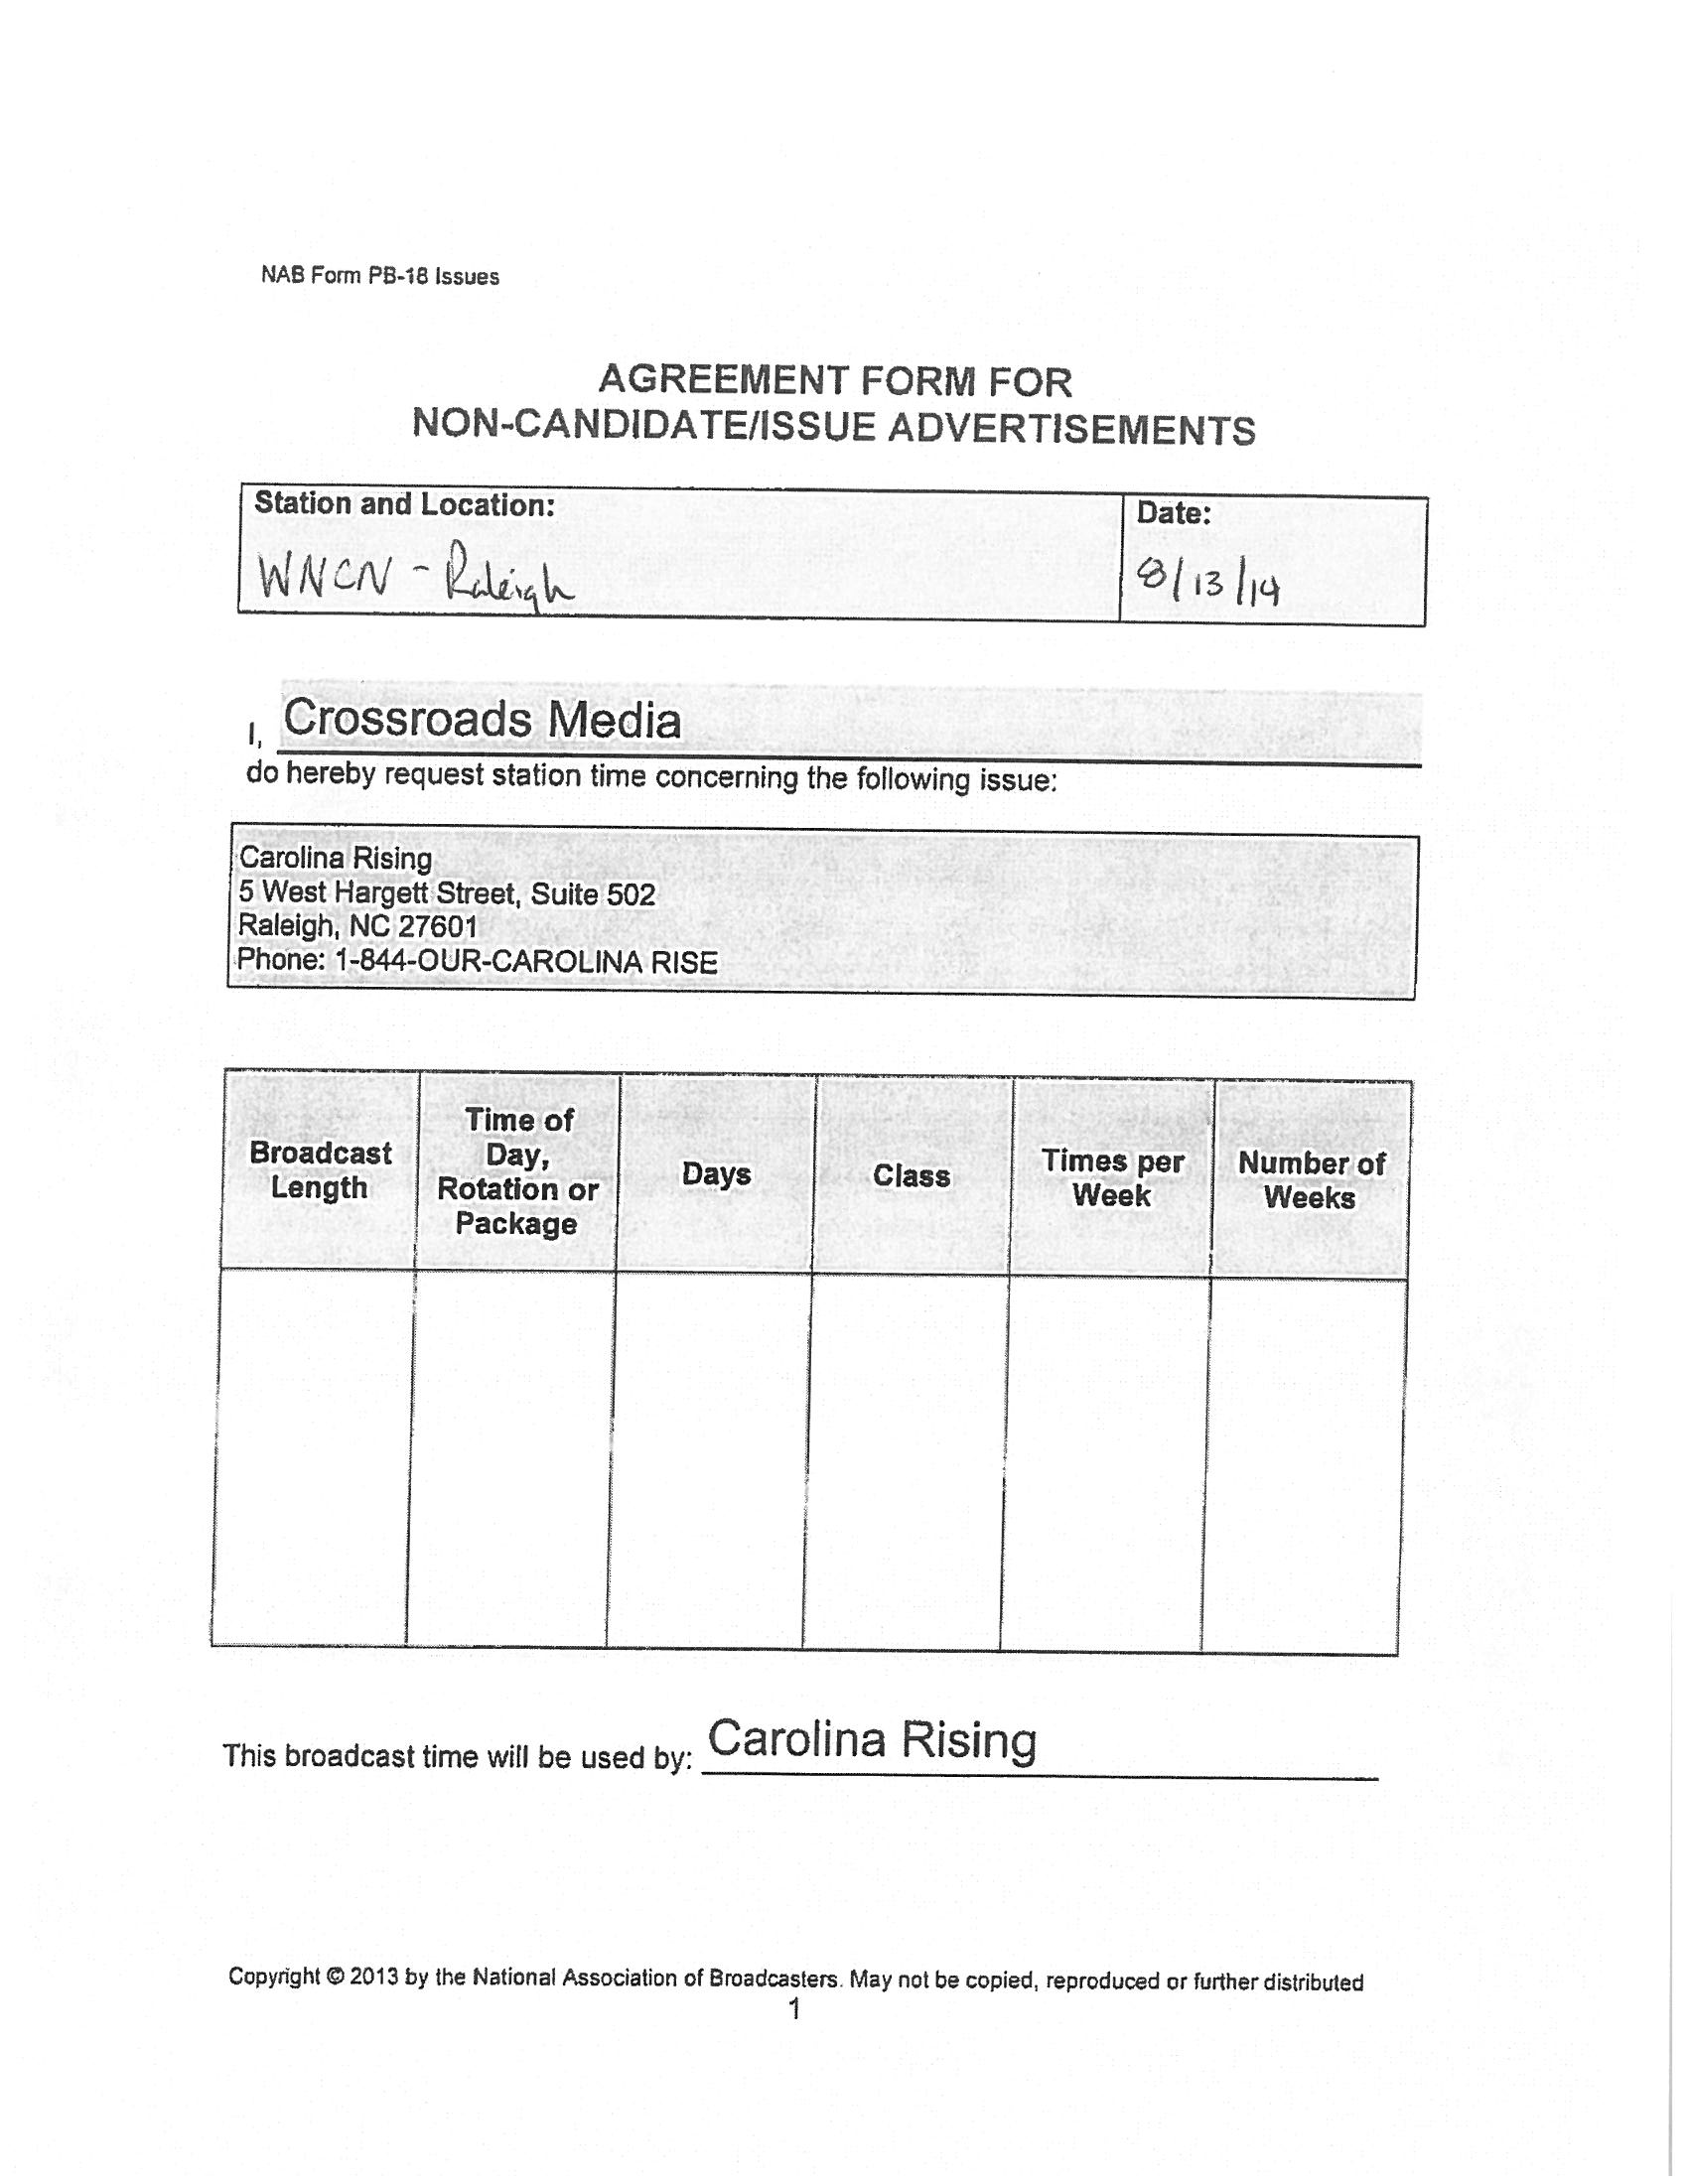 NAB Form PB-18 Issues
AGREEMENT FORM FOR
NON-CANDIDATE/ISSUE ADVERTISEMENTS
Station and Location:
Date:
WNCN - Raleigh
8/13/14
I, Crossroads Media
do hereby request station time concerning the following issue:
Carolina Rising
5 West Hargett Street, Suite 502
Raleigh, NC 27601
Phone: 1-844-OUR-CAROLINA RISE
Broadcast
Length
Time of
Day,
Rotation or
Package
Days
Class
Times per
Week
Number of
Weeks
This broadcast time will be used by: Carolina Rising
Copyright © 2013 by the National Association of Broadcasters. May not be copied, reproduced or further distributed
1